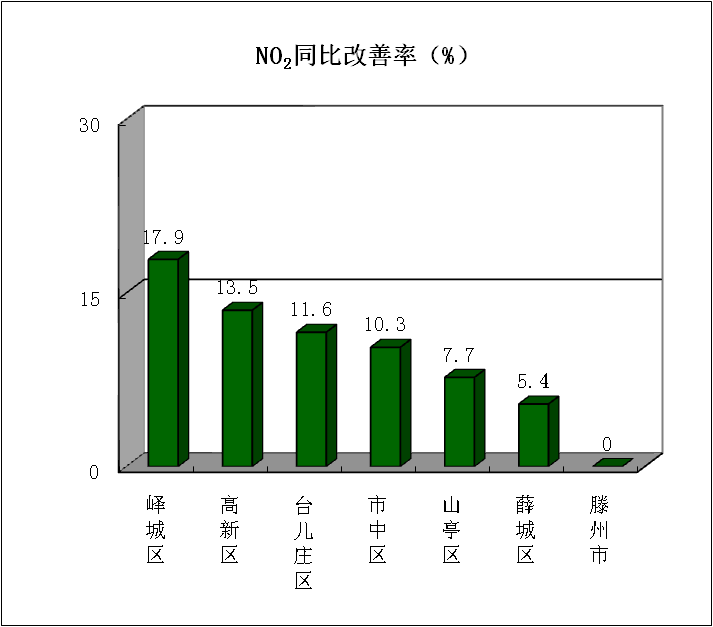 NO₂同比改善率（%）
30
17.9
15
13.5
11.6
10.3
7.7
5.4
0
0
峄城区
高新区
台儿庄区
市中区
山亭区
薛城区
滕州市